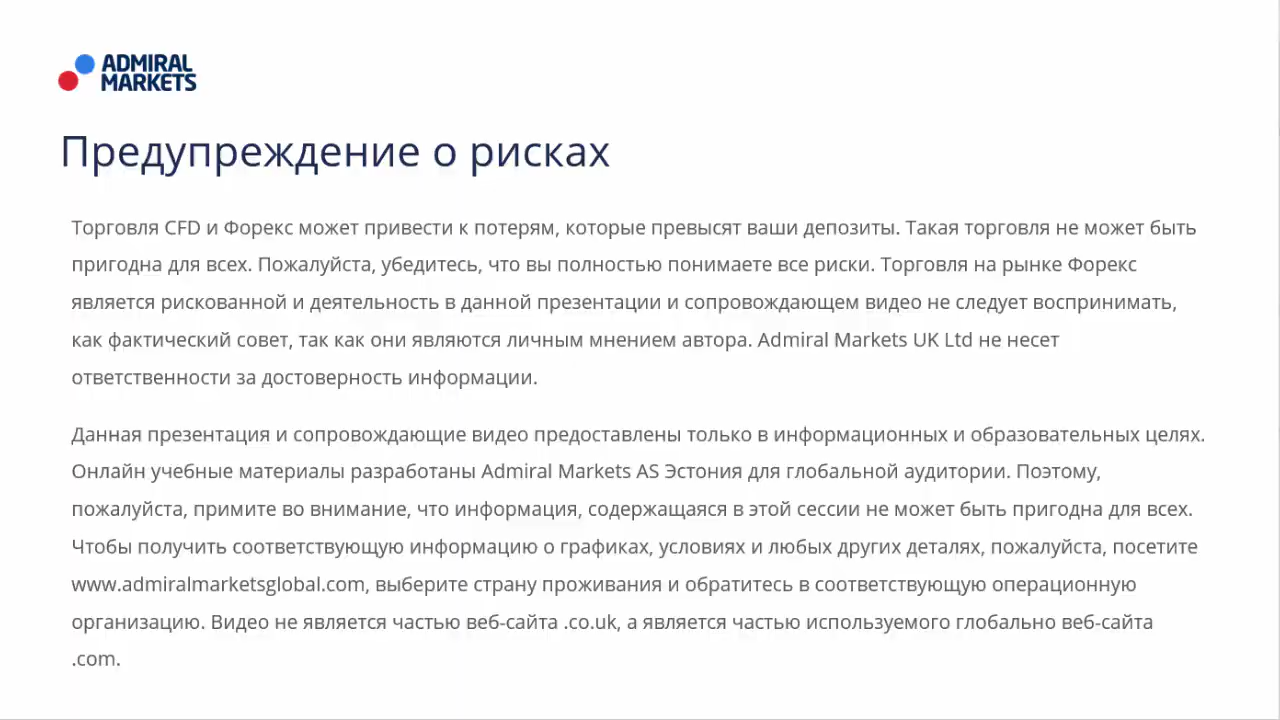 ADMIRAL
MARKETS
Предупреждение о рисках
Торговля CFD и Форекс может привести к потерям, которые превысят ваши депозиты. Такая торговля не может быть
пригодна для всех. Пожалуйста, убедитесь, что вы полностью понимаете все риски. Торговля на рынке Форекс
является рискованной и деятельность в данной презентации и сопровождающем видео не следует воспринимать,
как фактический совет, так как они являются личным мнением автора. Admiral Markets UK Ltd не несет
ответственности за достоверность информации.
Данная презентация и сопровождающие видео предоставлены только в информационных и образовательных целях.
Онлайн учебные материалы разработаны Admiral Markets AS Эстония для глобальной аудитории. Поэтому,
пожалуйста, примите во внимание, что информация, содержащаяся в этой сессии не может быть пригодна для всех.
Чтобы получить соответствующую информацию о графиках, условиях и любых других деталях, пожалуйста, посетите
www.admiralmarketsglobal.com, выберите страну проживания и обратитесь в соответствующую операционную
организацию. Видео не является частью веб-сайта .co.uk, а является частью используемого глобально веб-сайта
.com.